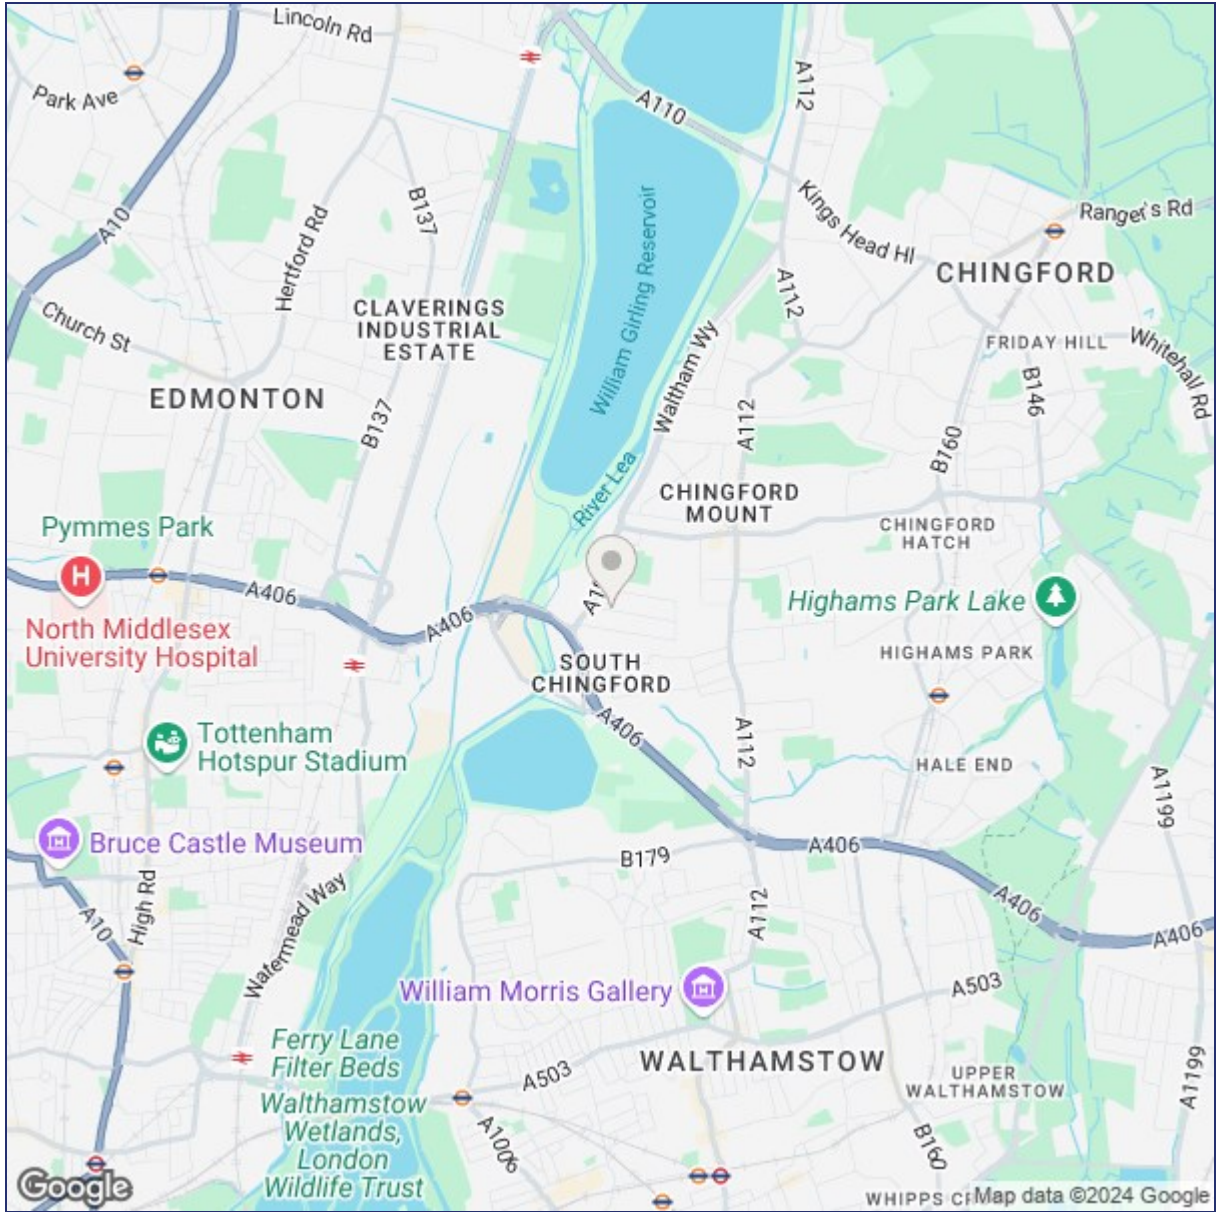 Lincoln Rd
Park Ave
A110
A112
A10
B137
Hertford Rd
Kings Head Hl
Ranger's Rd
CHINGFORD
William Girling Reservoir
A112
CLAVERINGS
INDUSTRIAL
ESTATE
Church St
Waltham Wy
FRIDAY HILL
Whitehall Rd
B146
EDMONTON
B137
A112
B160
River Lea
CHINGFORD
MOUNT
CHINGFORD
HATCH
Pymmes Park
H
A406
A406
Highams Park Lake
North Middlesex
University Hospital
SOUTH
CHINGFORD
HIGHAMS PARK
Tottenham
Hotspur Stadium
A406
A112
HALE END
A1199
Bruce Castle Museum
B179
A406
High Rd
A10
Watermead Way
A112
A406
A406
William Morris Gallery
A503
Ferry Lane
Filter Beds
WALTHAMSTOW
A503
UPPER
WALTHAMSTOW
A1199
Walthamstow
Wetlands,
London
Wildlife Trust
A1006
B160
Google
WHIPPS
Map data ©2024 Google